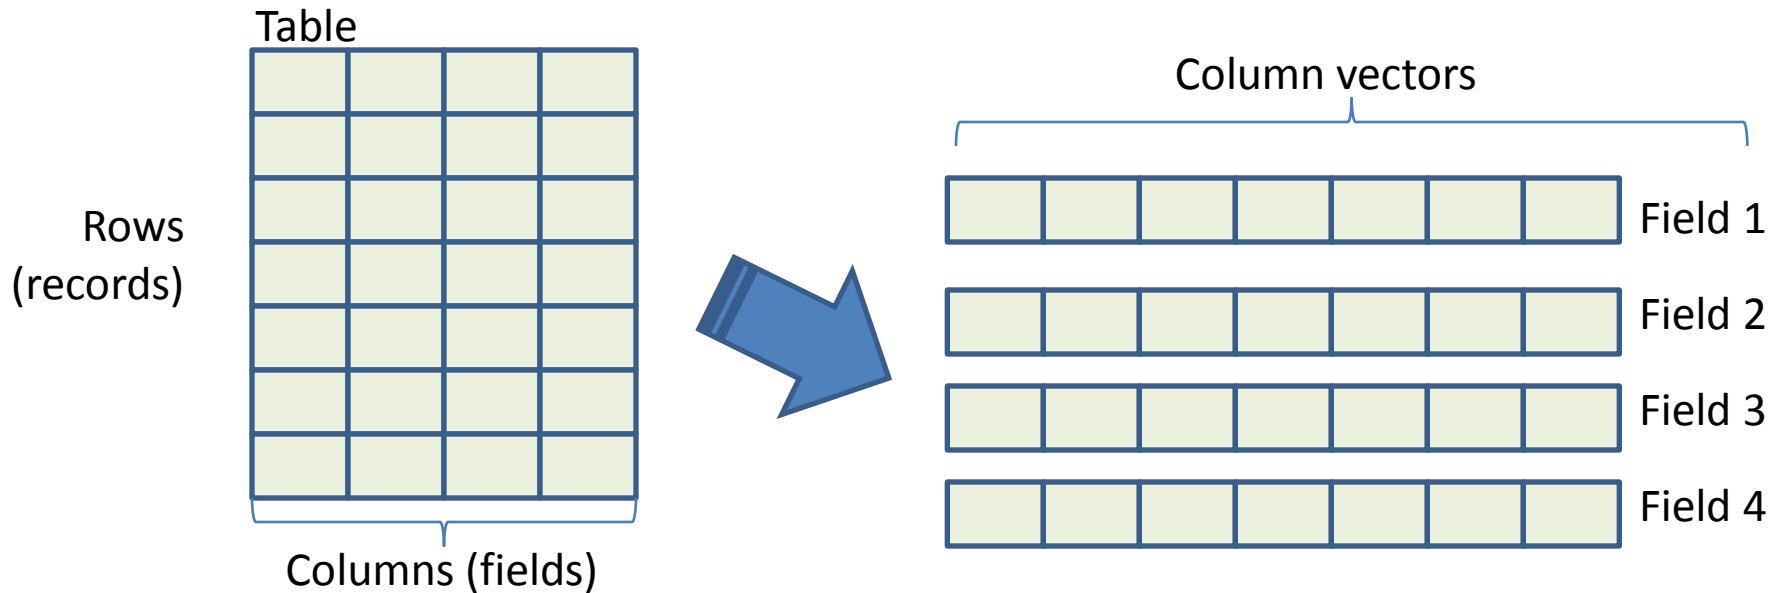 Table
Rows
(records)
Columns (fields)
Column vectors
Field 1
Field 2
Field 3
Field 4